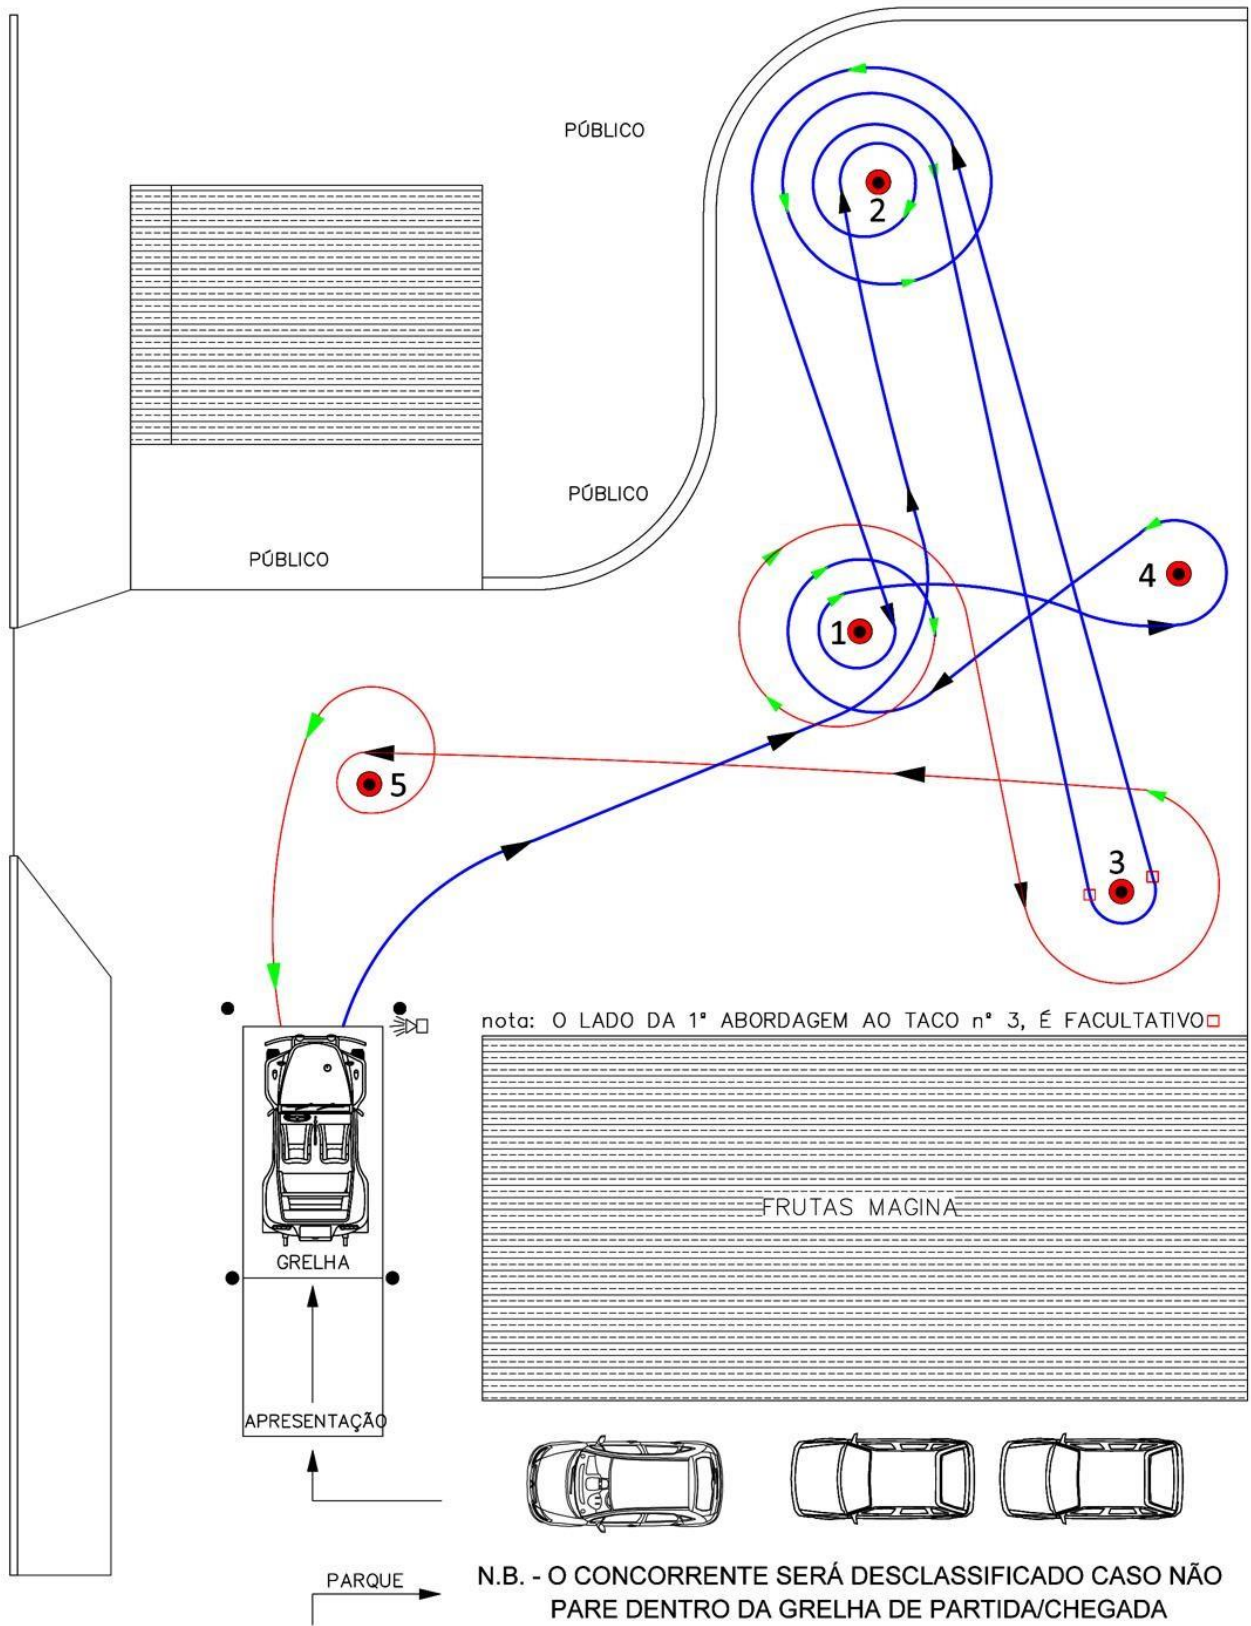 PÚBLICO
2
PÚBLICO
PÚBLICO
4
1
5
3
nota: O LADO DA 1ª ABORDAGEM AO TACO nº 3, É FACULTATIVO
FRUTAS MAGINA
GRELHA
APRESENTAÇÃO
PARQUE
N.B. - O CONCORRENTE SERÁ DESCLASSIFICADO CASO NÃO
PARE DENTRO DA GRELHA DE PARTIDA/CHEGADA